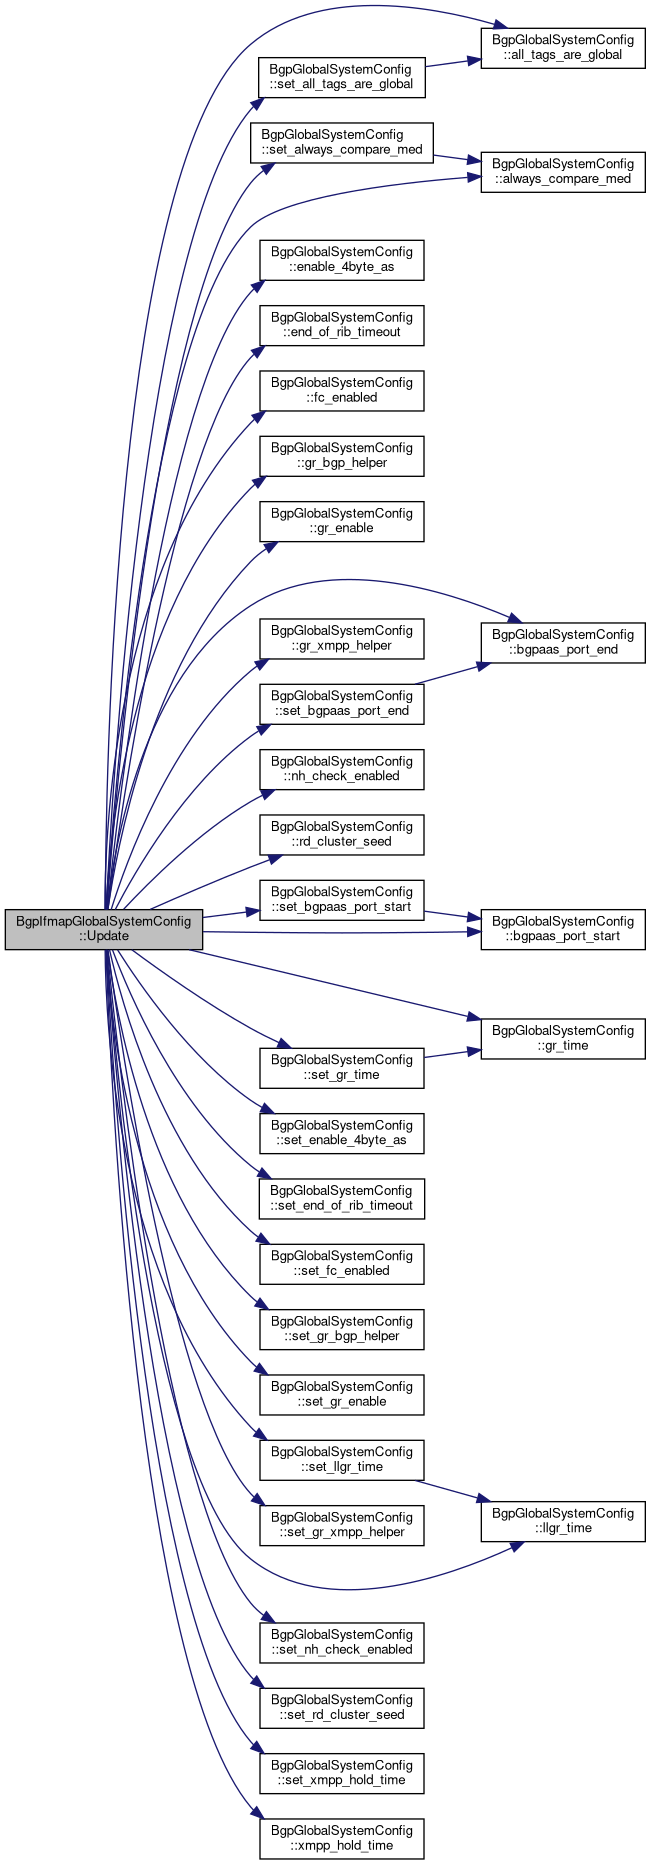 BgpGlobalSystemConfig
::all_tags_are_global
BgpGlobalSystemConfig
::set_all_tags_are_global
BgpGlobalSystemConfig
::set_always_compare_med
BgpGlobalSystemConfig
::always_compare_med
BgpGlobalSystemConfig
::enable_4byte_as
BgpGlobalSystemConfig
::end_of_rib_timeout
BgpGlobalSystemConfig
::fc_enabled
BgpGlobalSystemConfig
::gr_bgp_helper
BgpGlobalSystemConfig
::gr_enable
BgpGlobalSystemConfig
::gr_xmpp_helper
BgpGlobalSystemConfig
::bgpaas_port_end
BgpGlobalSystemConfig
::set_bgpaas_port_end
BgpGlobalSystemConfig
::nh_check_enabled
BgpGlobalSystemConfig
::rd_cluster_seed
BgpGlobalSystemConfig
::set_bgpaas_port_start
BgpIfmapGlobalSystemConfig
::Update
BgpGlobalSystemConfig
::bgpaas_port_start
BgpGlobalSystemConfig
::gr_time
BgpGlobalSystemConfig
::set_gr_time
BgpGlobalSystemConfig
::set_enable_4byte_as
BgpGlobalSystemConfig
::set_end_of_rib_timeout
BgpGlobalSystemConfig
::set_fc_enabled
BgpGlobalSystemConfig
::set_gr_bgp_helper
BgpGlobalSystemConfig
::set_gr_enable
BgpGlobalSystemConfig
::set_llgr_time
BgpGlobalSystemConfig
::llgr_time
BgpGlobalSystemConfig
::set_gr_xmpp_helper
BgpGlobalSystemConfig
::set_nh_check_enabled
BgpGlobalSystemConfig
::set_rd_cluster_seed
BgpGlobalSystemConfig
::set_xmpp_hold_time
BgpGlobalSystemConfig
::xmpp_hold_time